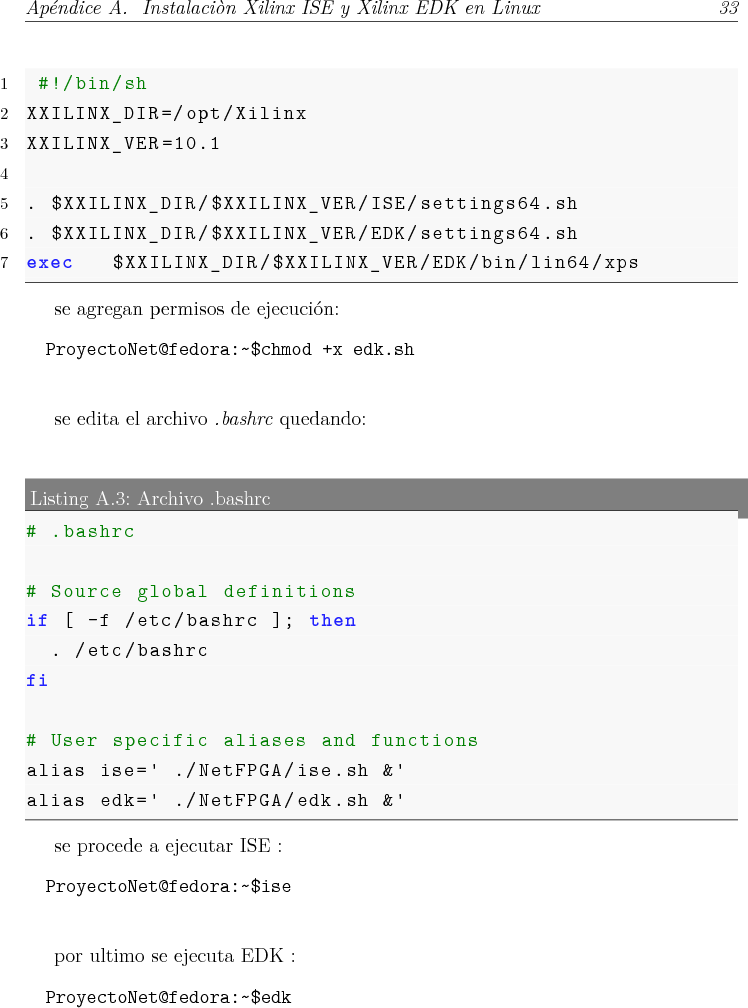 Apéndice A. Instalaciòn Xilinx ISE y Xilinx EDK en Linux 33
1 #!/bin/sh
2 XXILINX_DIR=/opt/Xilinx
3 XXILINX_VER=10.1
4
5 . $XXILINX_DIR/$XXILINX_VER/ISE/settings64.sh
6 . $XXILINX_DIR/$XXILINX_VER/EDK/settings64.sh
7 exec $XXILINX_DIR/$XXILINX_VER/EDK/bin/lin64/xps
se agregan permisos de ejecución:
ProyectoNet@fedora:~$chmod +x edk.sh
se edita el archivo .bashrc quedando:
Listing A.3: Archivo .bashrc
# .bashrc
# Source global definitions
if [ -f /etc/bashrc ]; then
. /etc/bashrc
fi
# User specific aliases and functions
alias ise=' ./NetFPGA/ise.sh &'
alias edk=' ./NetFPGA/edk.sh &'
se procede a ejecutar ISE :
ProyectoNet@fedora:~$ise
por ultimo se ejecuta EDK :
ProyectoNet@fedora:~$edk